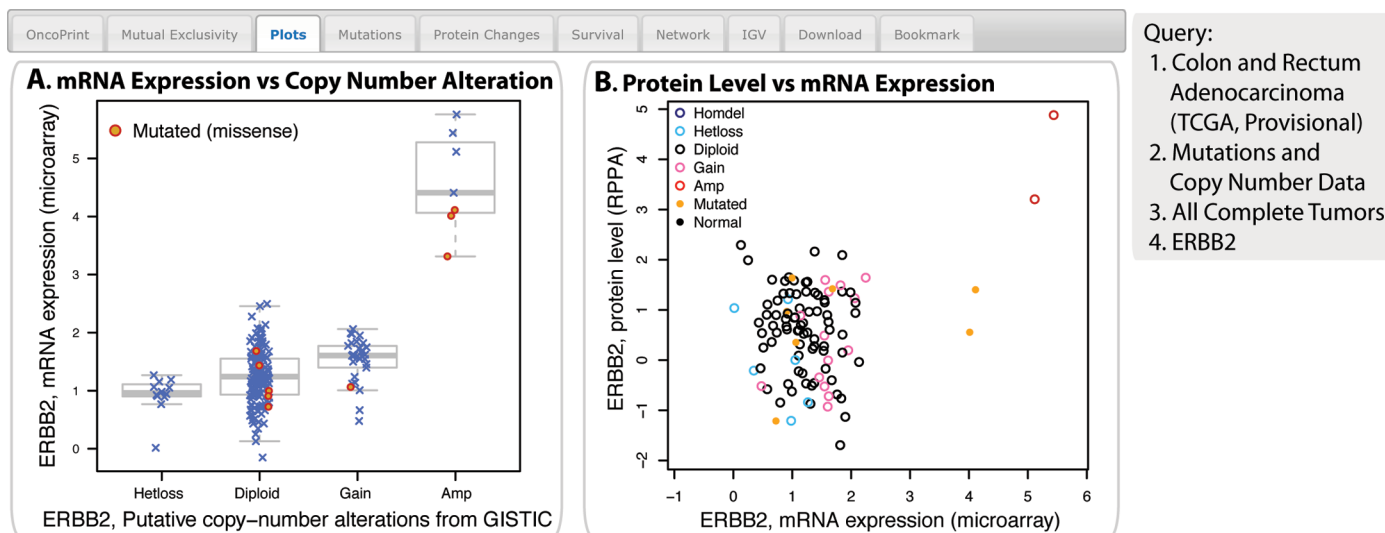 OncoPrint
Mutual Exclusivity
Plots
Mutations
Protein Changes
Survival
Network
IGV
Download
Bookmark
A. mRNA Expression vs Copy Number Alteration
ERBB2, mRNA expression (microarray)
Mutated (missense)
5
4
3
2
1
0
Hetloss
Diploid
Gain
Amp
ERBB2, Putative copy−number alterations from GISTIC
B. Protein Level vs mRNA Expression
ERBB2, protein level (RPPA)
5
4
3
2
1
0
−1
−2
Homdel
Hetloss
Diploid
Gain
Amp
Mutated
Normal
−1
0
1
2
3
4
5
6
ERBB2, mRNA expression (microarray)
Query:
1. Colon and Rectum
Adenocarcinoma
(TCGA, Provisional)
2. Mutations and
Copy Number Data
3. All Complete Tumors
4. ERBB2